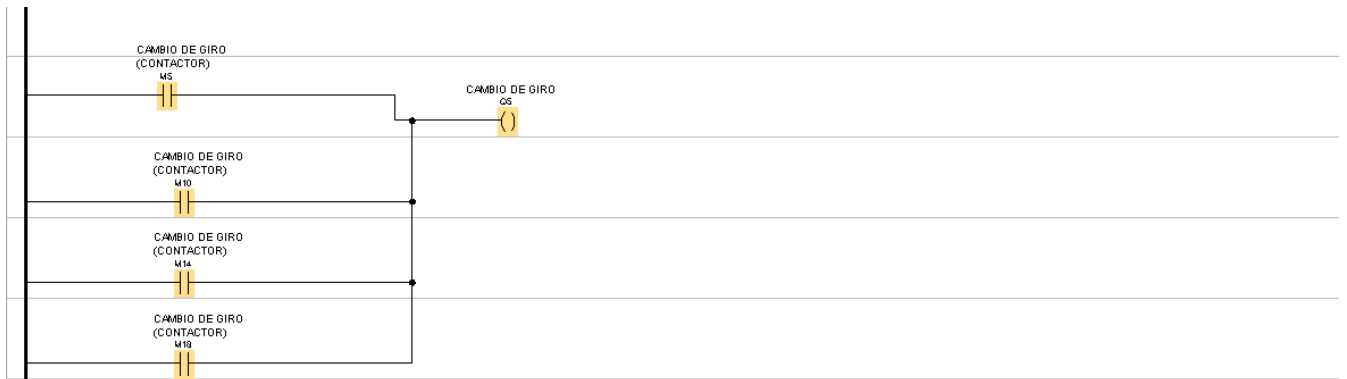 CAMBIO DE GIRO
(CONTACTOR)
M5
CAMBIO DE GIRO
Q5
CAMBIO DE GIRO
(CONTACTOR)
M10
CAMBIO DE GIRO
(CONTACTOR)
M14
CAMBIO DE GIRO
(CONTACTOR)
M18